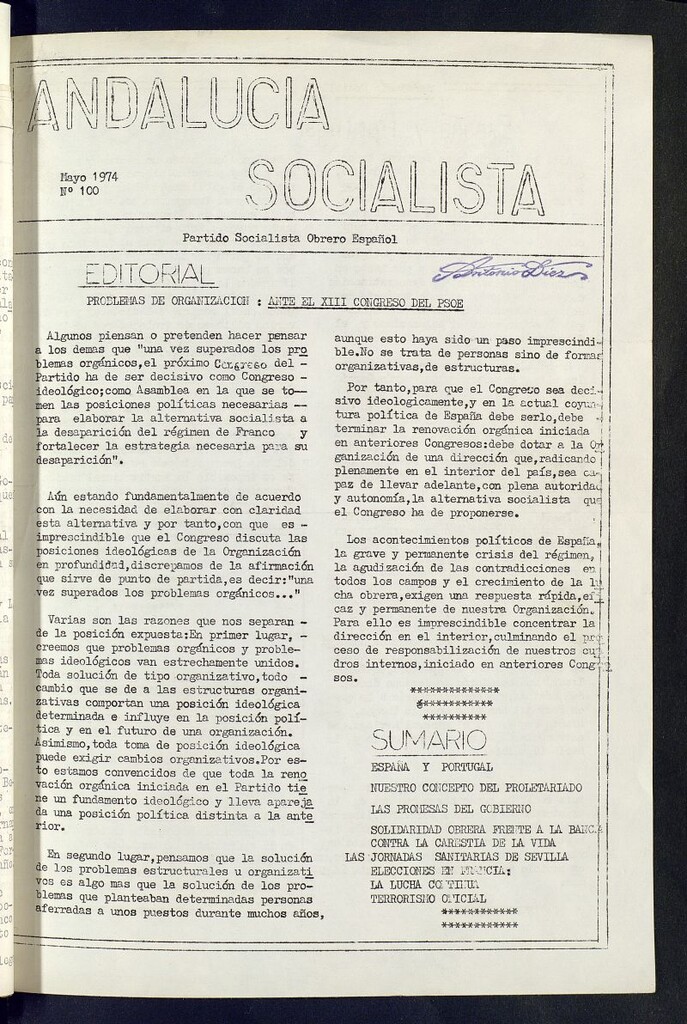 ANDALUCIA
SOCIALISTA
Mayo 1974
Nº 100
Partido Socialista Obrero Español
EDITORIAL
Antonio Díez
PROBLEMAS DE ORGANIZACION : ANTE EL XIII CONGRESO DEL PSOE
Algunos piensan o pretenden hacer pensar
a los demas que "una vez superados los pro
blemas orgánicos,el próximo Congreso del -
Partido ha de ser decisivo como Congreso -
ideológico;como Asamblea en la que se to--
men las posiciones políticas necesarias --
para elaborar la alternativa socialista a
la desaparición del régimen de Franco y
fortalecer la estrategia necesaria para su
desaparición".
Aún estando fundamentalmente de acuerdo
con la necesidad de elaborar con claridad
esta alternativa y por tanto,con que es -
imprescindible que el Congreso discuta las
posiciones ideológicas de la Organización
en profundidad,discrepamos de la afirmación
que sirve de punto de partida,es decir:"una
vez superados los problemas orgánicos..."
Varias son las razones que nos separan -
de la posición expuesta:En primer lugar, -
creemos que problemas orgánicos y proble-
mas ideológicos van estrechamente unidos.
Toda solución de tipo organizativo,todo -
cambio que se de a las estructuras organi-
zativas comportan una posición ideológica
determinada e influye en la posición polí-
tica y en el futuro de una organización.
Asimismo,toda toma de posición ideológica
puede exigir cambios organizativos.Por es-
to estamos convencidos de que toda la reno
vación orgánica iniciada en el Partido tie
ne un fundamento ideológico y lleva apareja
da una posición política distinta a la ante
rior.
En segundo lugar,pensamos que la solución
de los problemas estructurales u organizati
vos es algo mas que la solución de los pro-
blemas que planteaban determinadas personas
aferradas a unos puestos durante muchos años,
aunque esto haya sido un paso imprescindi-
ble.No se trata de personas sino de formas
organizativas,de estructuras.
Por tanto,para que el Congreso sea deci-
sivo ideologicamente,y en la actual coyun-
tura política de España debe serlo,debe
terminar la renovación orgánica iniciada
en anteriores Congresos:debe dotar a la Or
ganización de una dirección que,radicando
plenamente en el interior del país,sea ca-
paz de llevar adelante,con plena autoridad
y autonomía,la alternativa socialista que
el Congreso ha de proponerse.
Los acontecimientos políticos de España,
la grave y permanente crisis del régimen,
la agudización de las contradicciones en
todos los campos y el crecimiento de la lu
cha obrera,exigen una respuesta rápida,efi
caz y permanente de nuestra Organización.
Para ello es imprescindible concentrar la
dirección en el interior,culminando el pro
ceso de responsabilización de nuestros cua
dros internos,iniciado en anteriores Congre
sos.
**************
************
**********
SUMARIO
ESPAÑA Y PORTUGAL
NUESTRO CONCEPTO DEL PROLETARIADO
LAS PROMESAS DEL GOBIERNO
SOLIDARIDAD OBRERA FRENTE A LA BANCA
CONTRA LA CARESTIA DE LA VIDA
LAS JORNADAS SANITARIAS DE SEVILLA
ELECCIONES EN FRANCIA:
LA LUCHA CONTINUA
TERRORISMO OFICIAL
************
************